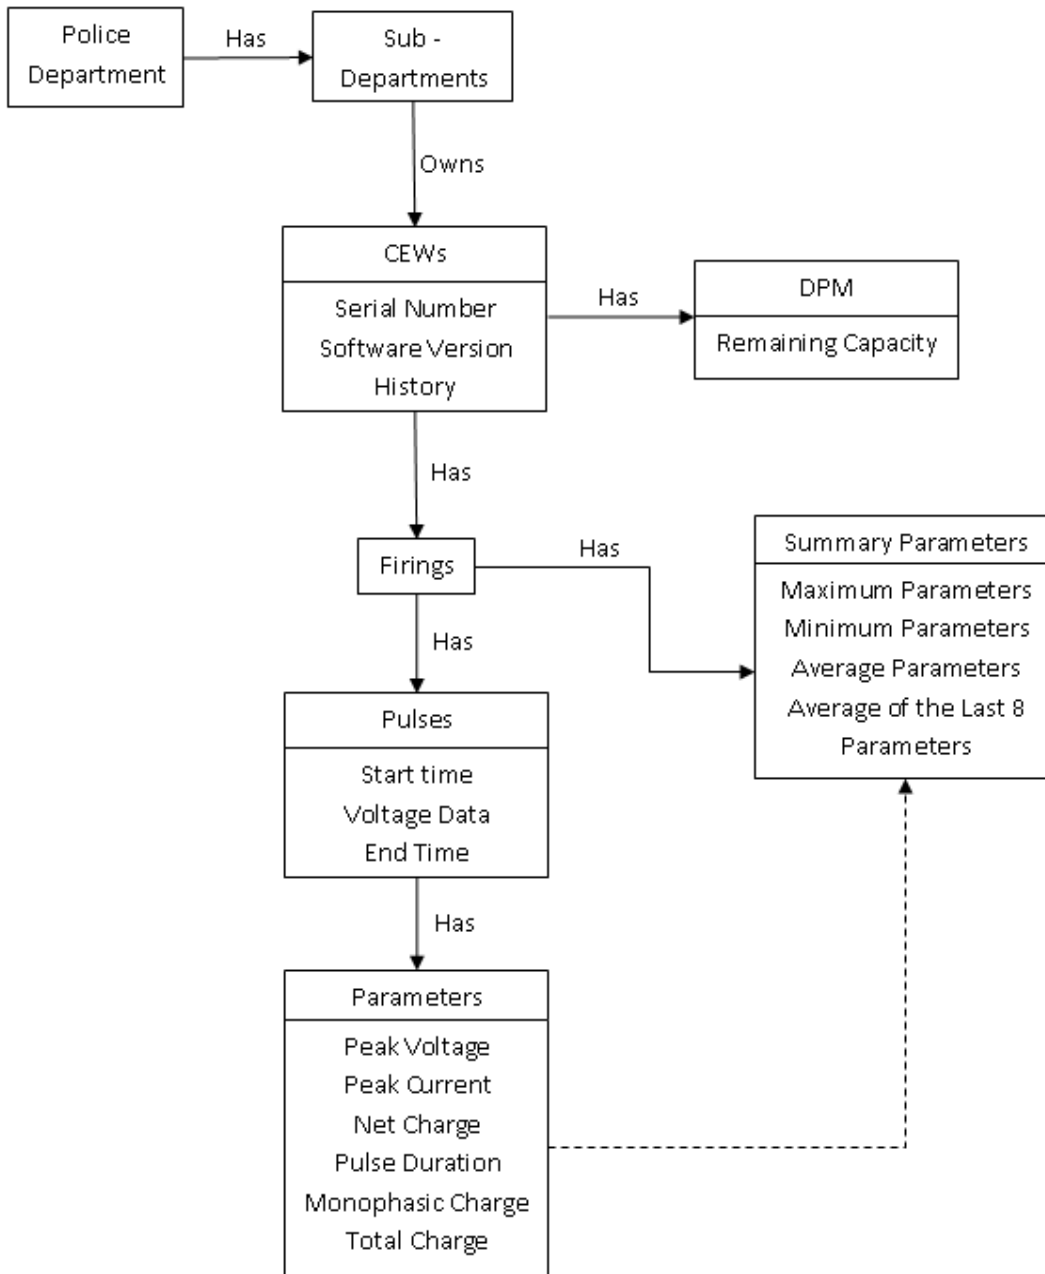 Police
Department
Has
Sub -
Departments
Owns
CEWs
Serial Number
Software Version
History
Has
DPM
Remaining Capacity
Has
Firings
Has
Summary Parameters
Maximum Parameters
Minimum Parameters
Average Parameters
Average of the Last 8
Parameters
Has
Pulses
Start time
Voltage Data
End Time
Has
Parameters
Peak Voltage
Peak Current
Net Charge
Pulse Duration
Monophasic Charge
Total Charge